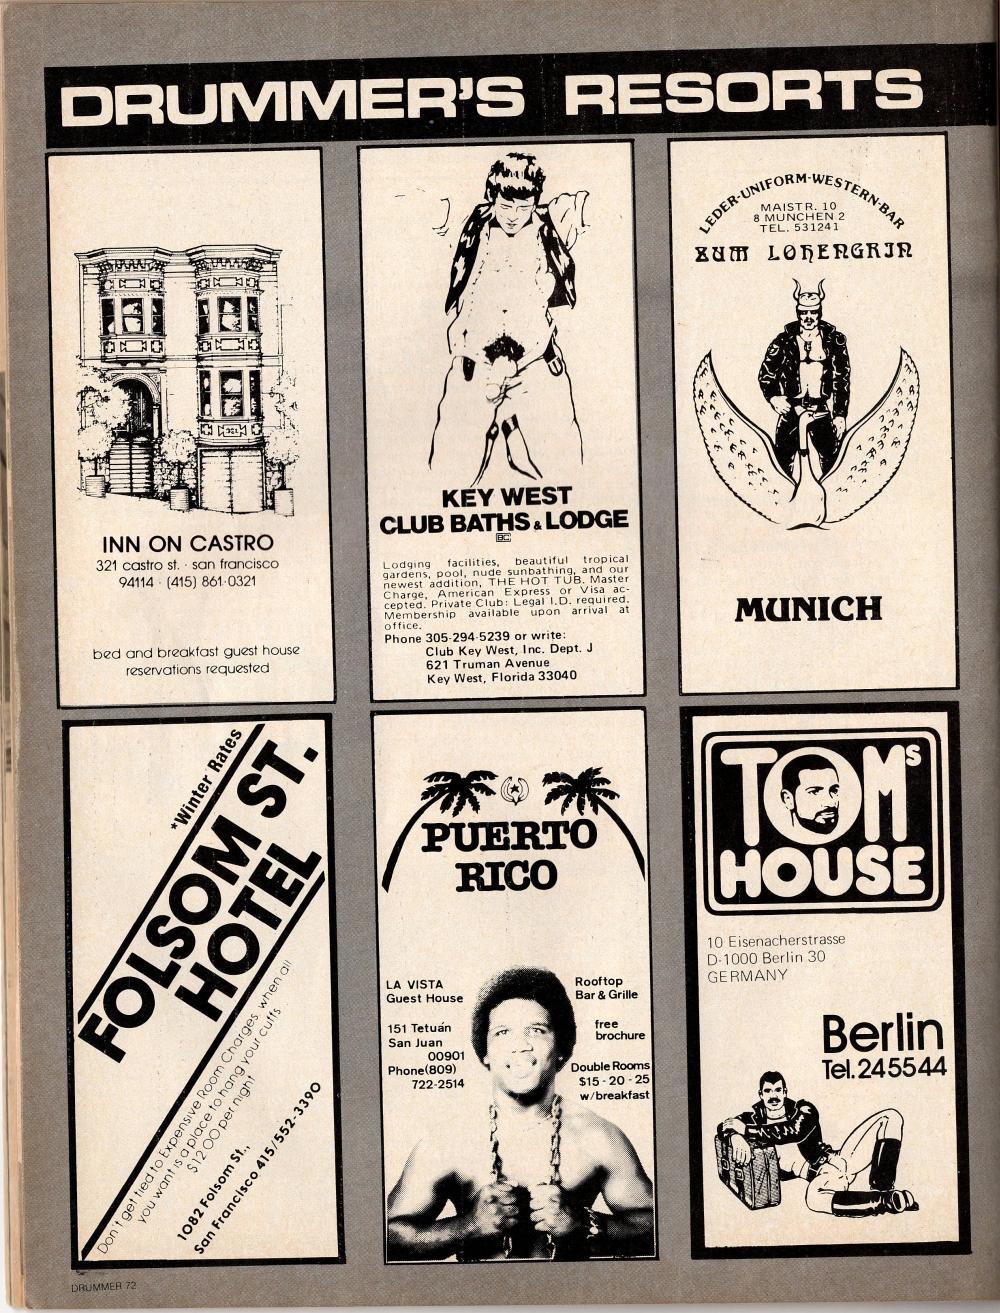 DRUMMER'S RESORTS
INN ON CASTRO
321 castro st. · san francisco
94114 · (415) 861·0321
bed and breakfast guest house
reservations requested
KEY WEST
CLUB BATHS & LODGE
Lodging facilities, beautiful tropical
gardens, pool, nude sunbathing, and our
newest addition, THE HOT TUB. Master
Charge, American Express or Visa ac-
cepted. Private Club: Legal I.D. required.
Membership available upon arrival at
office.
Phone 305-294-5239 or write:
Club Key West, Inc. Dept. J
621 Truman Avenue
Key West, Florida 33040
LEDER-UNIFORM-WESTERN-BAR
MAISTR. 10
8 MUNCHEN 2
TEL. 531241
ZUM LOHENGRIN
MUNICH
*Winter Rates
FOLSOM ST.
HOTEL
Don't get tied to Expensive Room Charges, when all
you want is a place to hang your cuffs
$12.00 per night
1082 Folsom St.,
San Francisco 415/552-3390
PUERTO
RICO
LA VISTA
Guest House
151 Tetuán
San Juan
00901
Phone(809)
722-2514
Rooftop
Bar & Grille
free
brochure
Double Rooms
$15 - 20 - 25
w/breakfast
TOMS
HOUSE
10 Eisenacherstrasse
D-1000 Berlin 30
GERMANY
Berlin
Tel. 24 55 44
DRUMMER 72